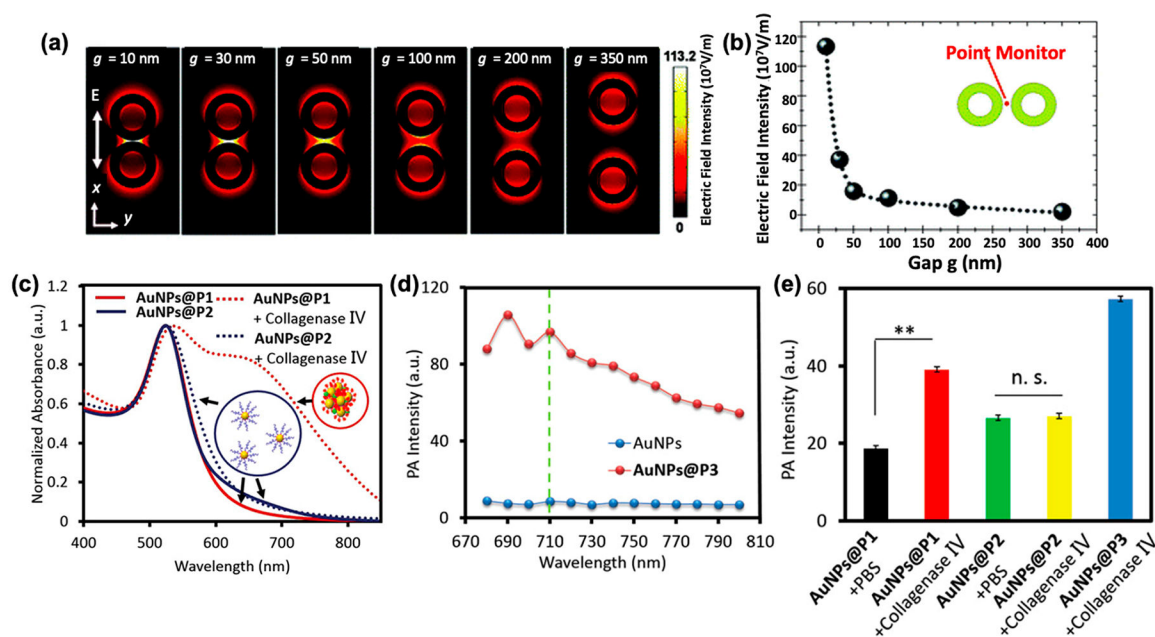 (a)
g = 10 nm
g = 30 nm
g = 50 nm
g = 100 nm
g = 200 nm
g = 350 nm
E
x
y
113.2
0
Electric Field Intensity (10⁷V/m)
(b)
Electric Field Intensity (10⁷V/m)
120
100
80
60
40
20
0
Point Monitor
0 50 100 150 200 250 300 350 400
Gap g (nm)
(c)
Normalized Absorbance (a.u.)
1.2
1
0.8
0.6
0.4
0.2
0
AuNPs@P1
AuNPs@P2
AuNPs@P1
+ Collagenase IV
AuNPs@P2
+ Collagenase IV
400 500 600 700 800
Wavelength (nm)
(d)
PA Intensity (a.u.)
120
80
40
0
AuNPs
AuNPs@P3
670 690 710 730 750 770 790 810
Wavelength (nm)
(e)
PA Intensity (a.u.)
60
40
20
0
**
n. s.
AuNPs@P1
+PBS
AuNPs@P1
+Collagenase IV
AuNPs@P2
+PBS
AuNPs@P2
+Collagenase IV
AuNPs@P3
+Collagenase IV